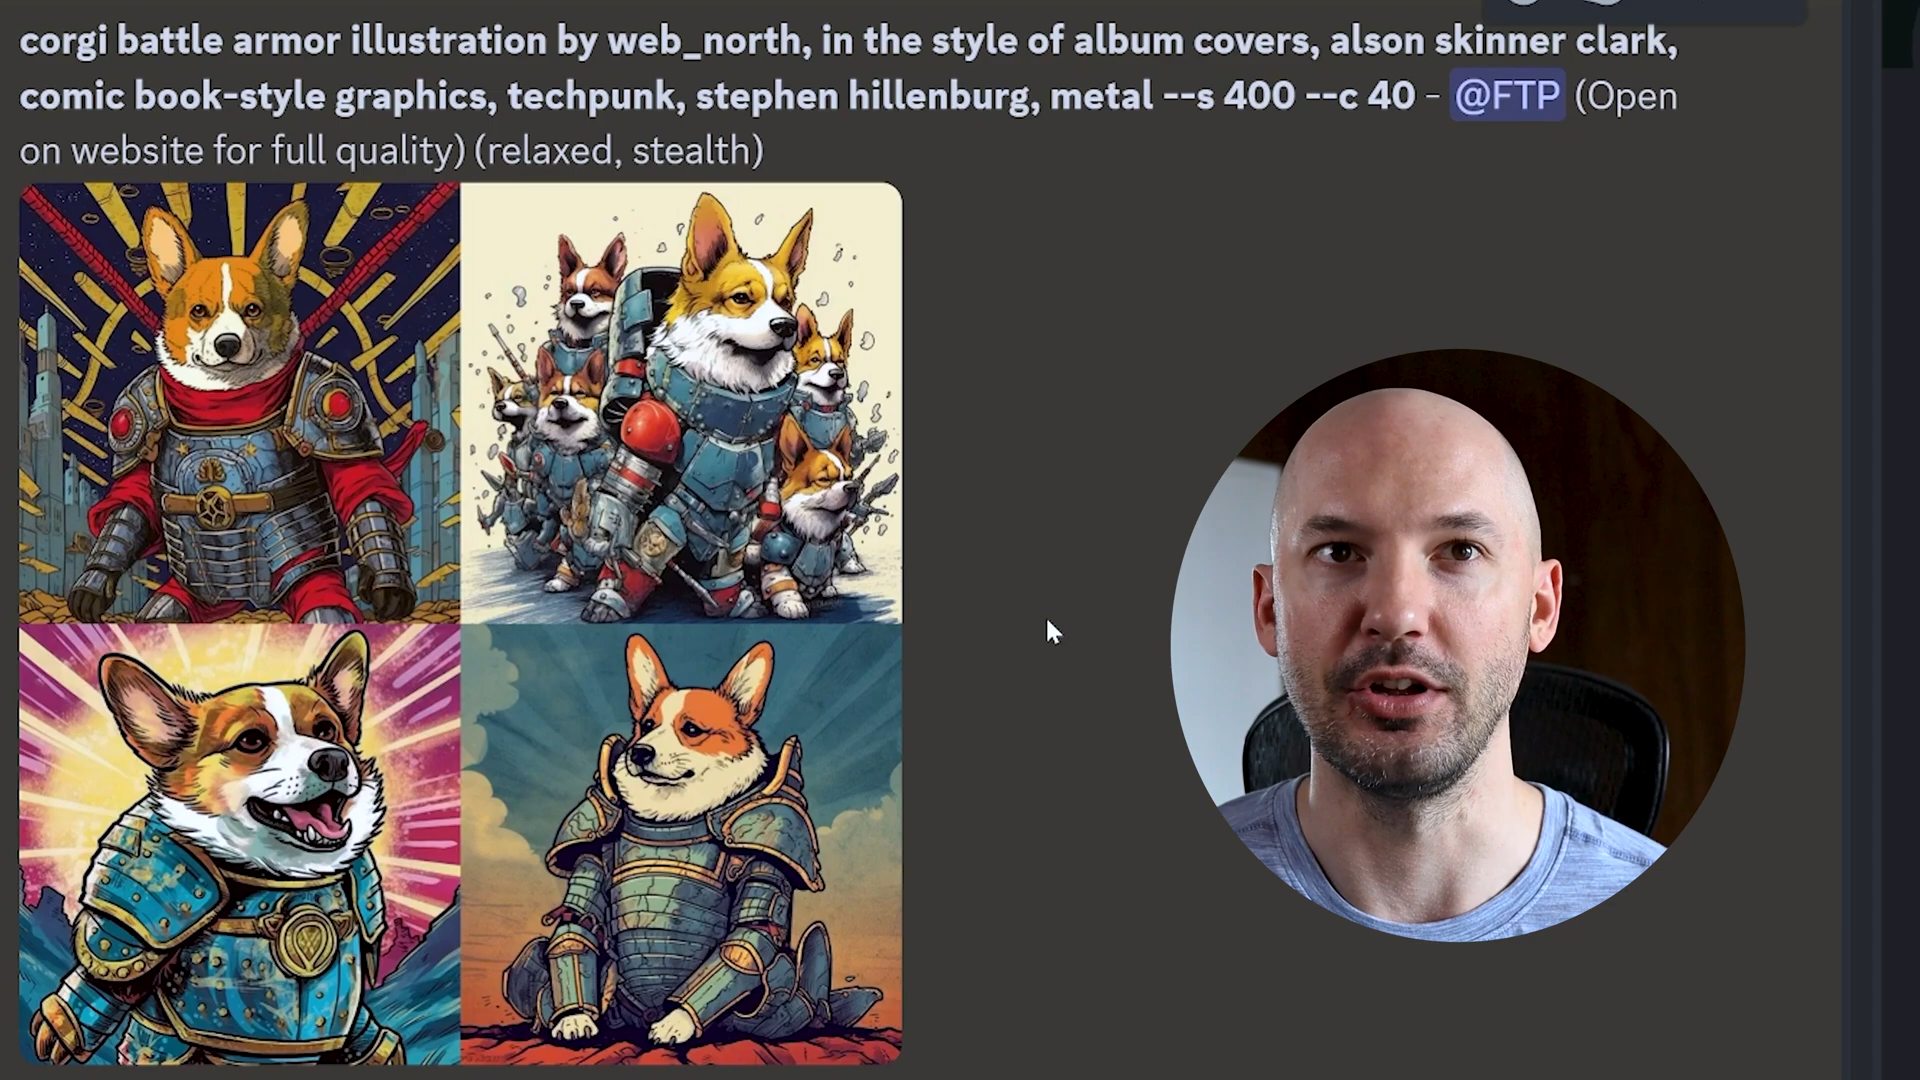 corgi battle armor illustration by web_north, in the style of album covers, alson skinner clark,
comic book-style graphics, techpunk, stephen hillenburg, metal --s 400 --c 40 - @FTP (Open
on website for full quality) (relaxed, stealth)